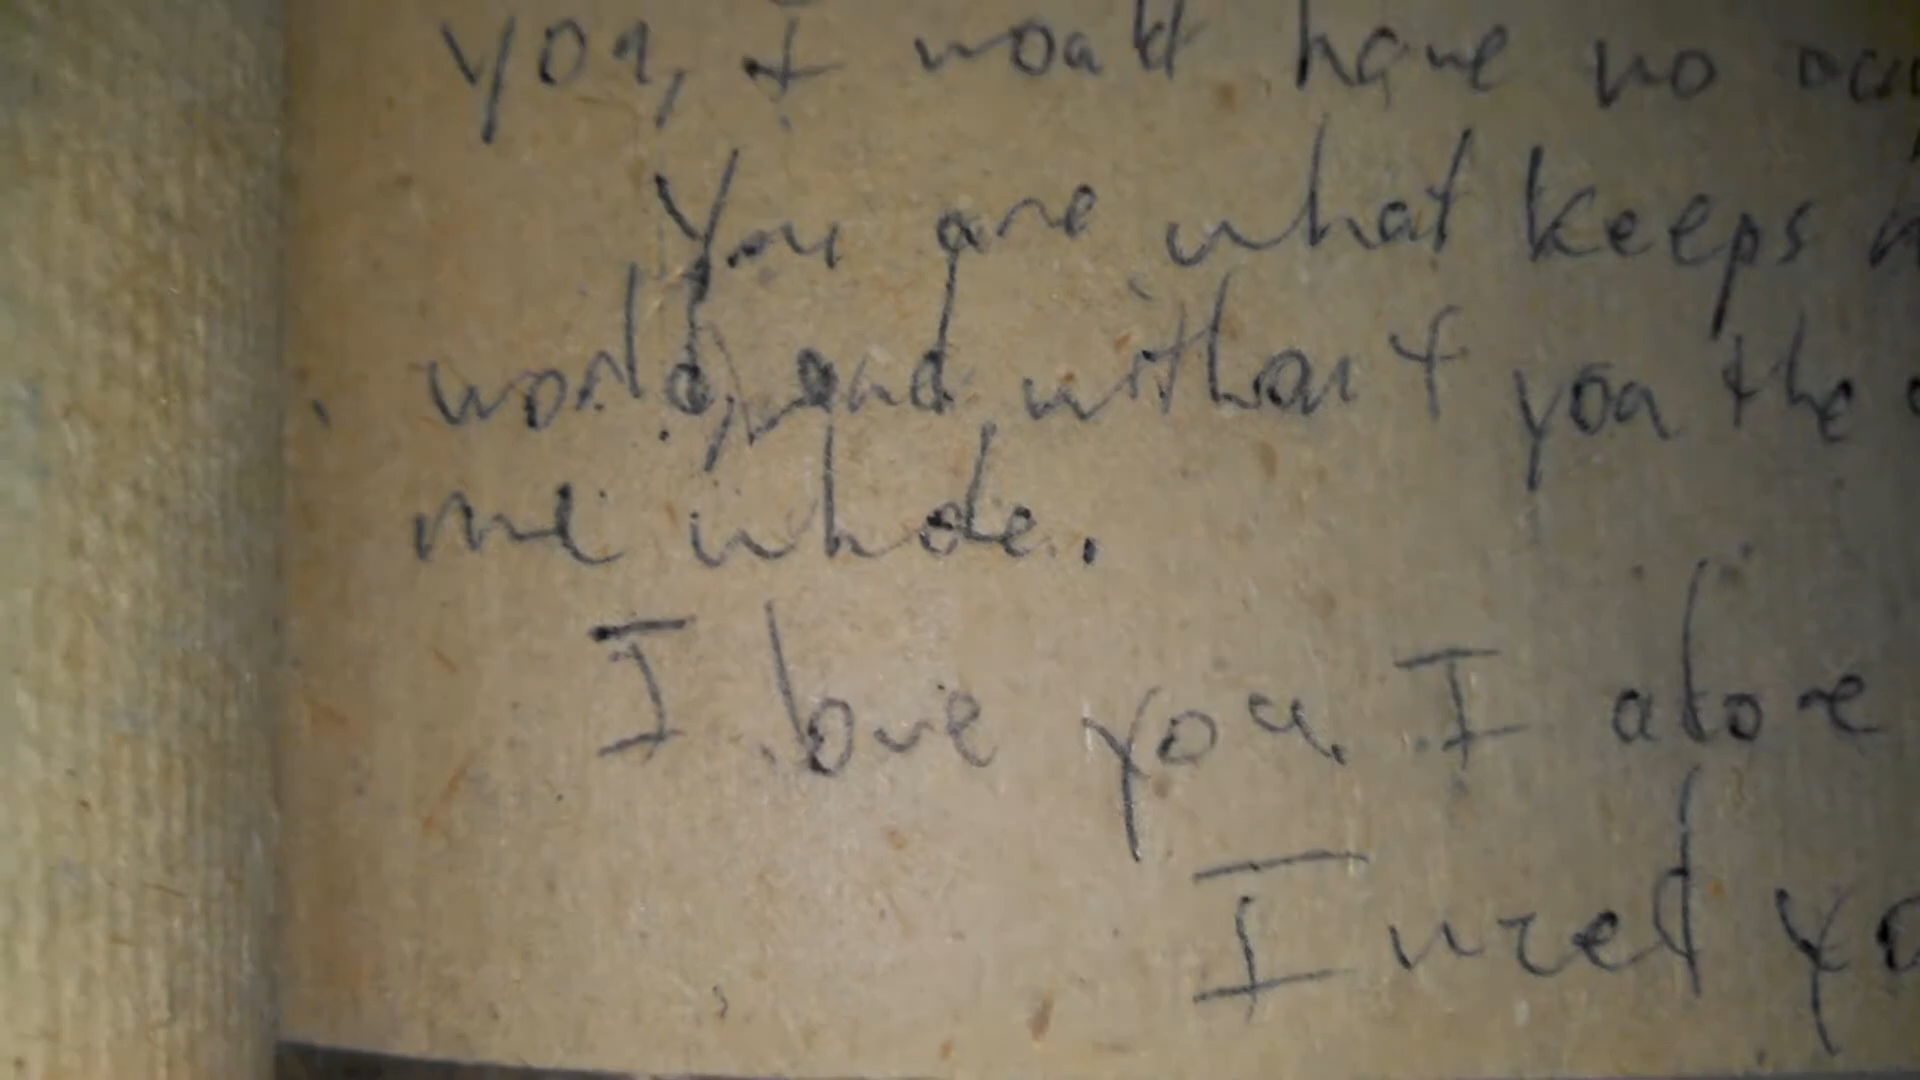 you, I would have no
You are what keeps
world, and without you the
me whole.
I love you. I adore
I need